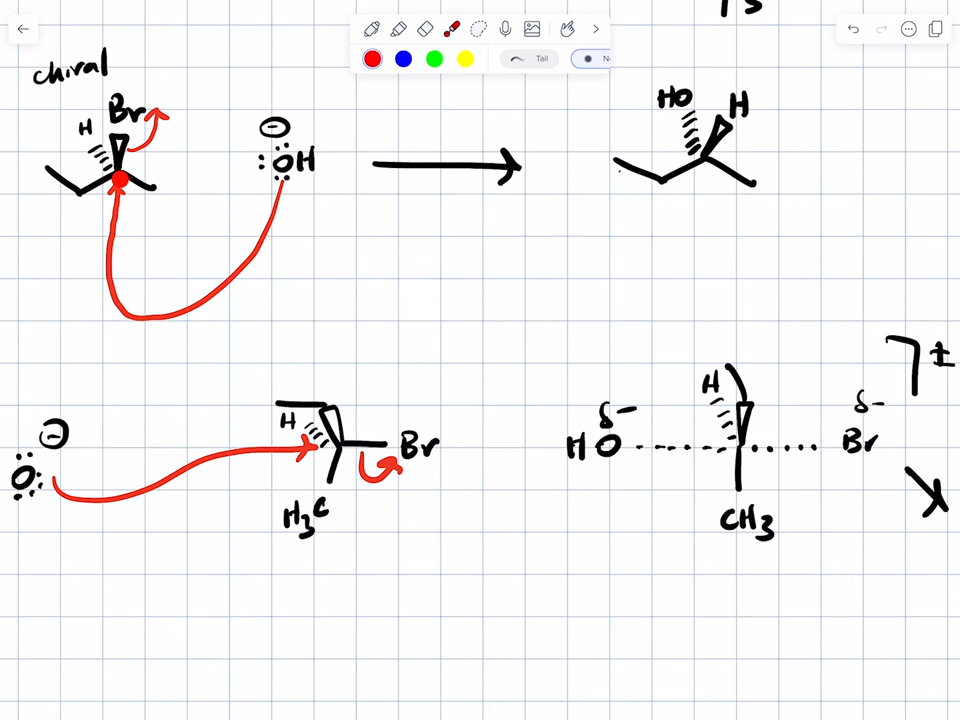 chiral
Tail
Br
H
⊖
:ÖH
HO
H
⊖
Ö:
H
Br
H₃C
δ-
HO
H
CH₃
δ-
Br
‡